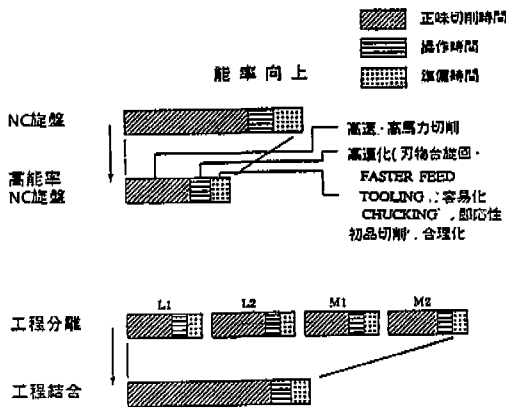 正味切削時間
操作時間
準備時間
能率向上
NC旋盤
高速・高馬力切削
高速化(刃物台旋回・
FASTER FEED
高能率
NC旋盤
TOOLING, 容易化
CHUCKING, 即応性
初品切削, 合理化
L1 L2 M1 M2
工程分離
工程結合